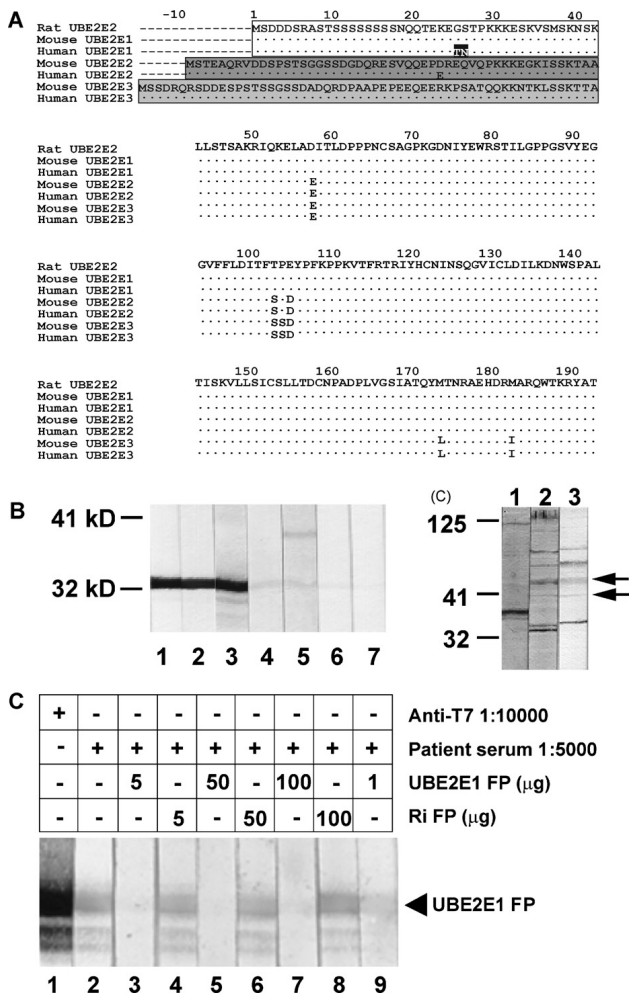 A
-10 1 10 20 30 40
Rat UBE2E2 MSDDDSRASTSSSSSSSSSNQQTEKEGSTPKKKESKVSMSKNSK
Mouse UBE2E1
Human UBE2E1 TN
Mouse UBE2E2 MSTEAQRVDDSPSTSGGSSDGDQRESVQQEPDREQVQPKKKEGKISSKTAA
Human UBE2E2 E
Mouse UBE2E3 MSSDRQRSDDESPSTSSGSSDADQRDPAAPEPEEQEERKPSATQQKKNTKLSSKTTA
Human UBE2E3
50 60 70 80 90
Rat UBE2E2 LLSTSAKRIQKELADITLDPPPNCSAGPKGDNIYEWRSTILGPPGSVYEG
Mouse UBE2E1
Human UBE2E1
Mouse UBE2E2 E
Human UBE2E2 E
Mouse UBE2E3 E
Human UBE2E3 E
100 110 120 130 140
Rat UBE2E2 GVFFLDITFTPEYPFKPPKVTFRTRIYHCNINSQGVICLDILKDNWSPAL
Mouse UBE2E1
Human UBE2E1
Mouse UBE2E2 S·D
Human UBE2E2 S·D
Mouse UBE2E3 SSD
Human UBE2E3 SSD
150 160 170 180 190
Rat UBE2E2 TISKVLLSICSLLTDCNPADPLVGSIATQYMTNRAEHDRMARQWTKRYAT
Mouse UBE2E1
Human UBE2E1
Mouse UBE2E2
Human UBE2E2
Mouse UBE2E3 L I
Human UBE2E3 L I
B
41 kD
32 kD
1 2 3 4 5 6 7
(C)
1 2 3
125
41
32
C
+ - - - - - - - - Anti-T7 1:10000
- + + + + + + + + Patient serum 1:5000
- - 5 - 50 - 100 - 1 UBE2E1 FP (µg)
- - - 5 - 50 - 100 - Ri FP (µg)
UBE2E1 FP
1 2 3 4 5 6 7 8 9